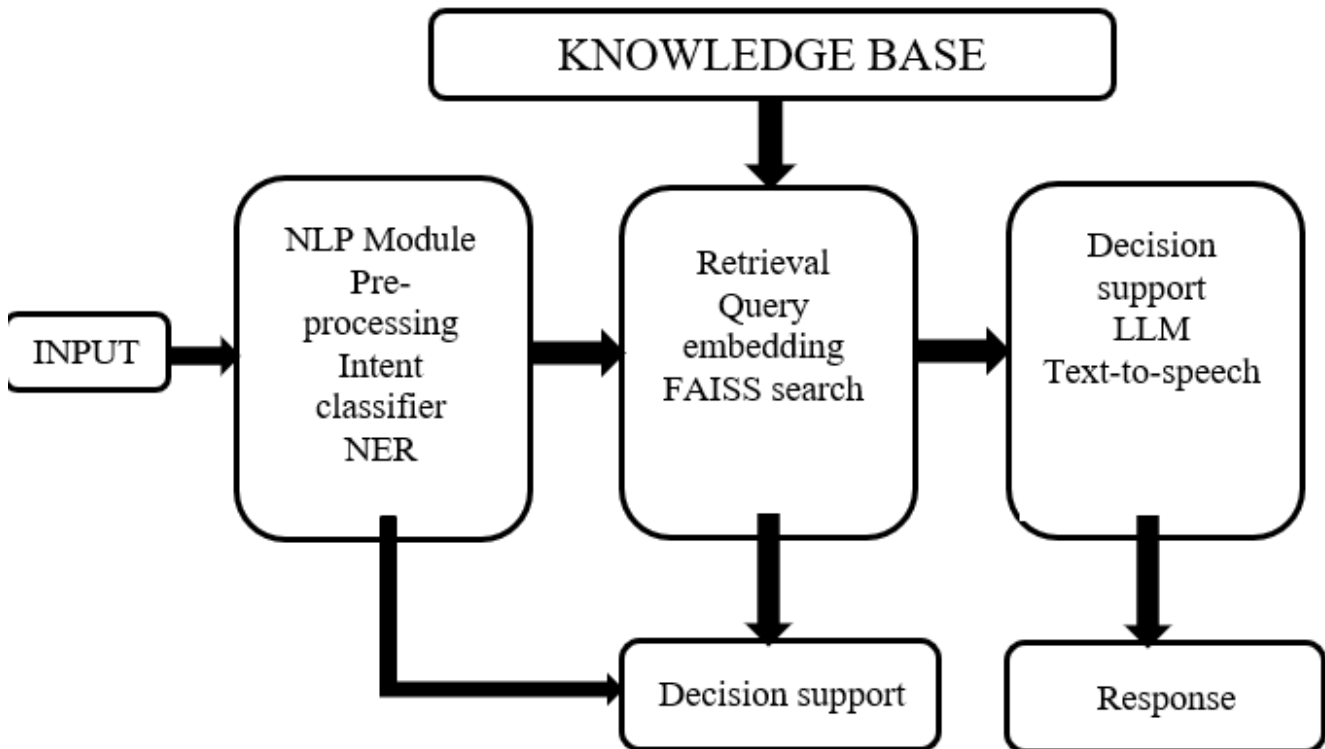 KNOWLEDGE BASE
INPUT
NLP Module
Pre-
processing
Intent
classifier
NER
Retrieval
Query
embedding
FAISS search
Decision
support
LLM
Text-to-speech
Decision support
Response